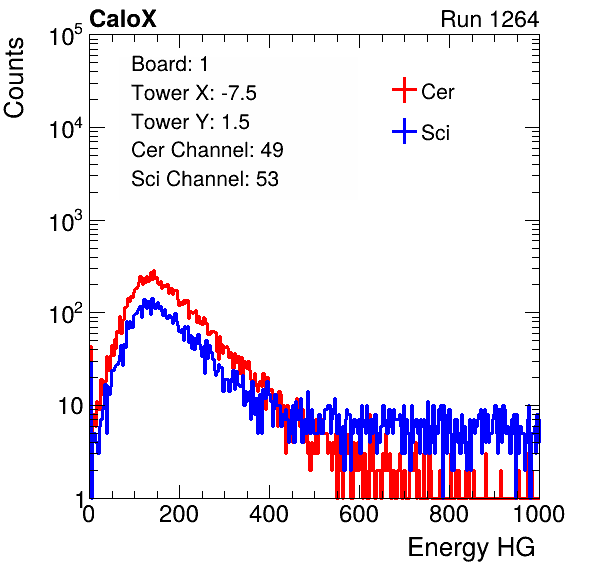 CaloX Run 1264
Counts
10^5
10^4
10^3
10^2
10
1
Board: 1
Tower X: -7.5
Tower Y: 1.5
Cer Channel: 49
Sci Channel: 53
Cer
Sci
0 200 400 600 800 1000
Energy HG